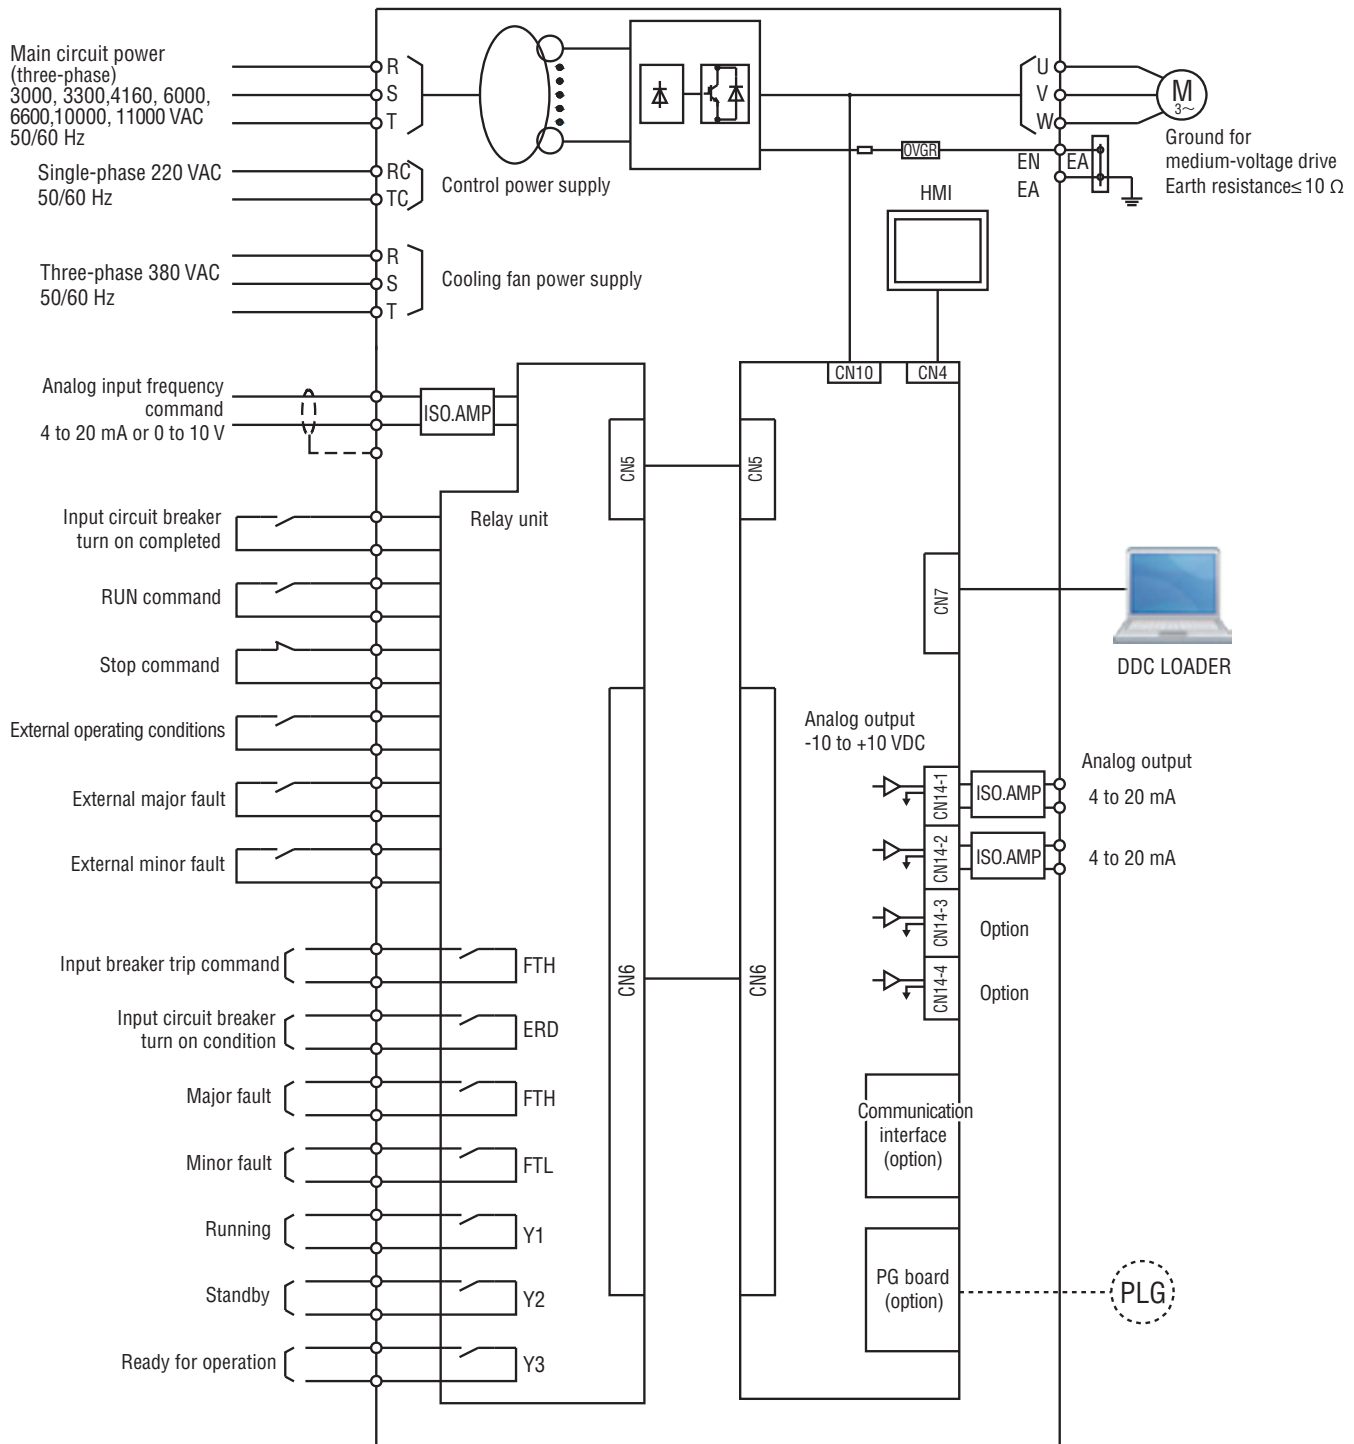 Main circuit power
(three-phase)
3000, 3300,4160, 6000,
6600,10000, 11000 VAC
50/60 Hz
R
S
T
U
V
W
M
3~
Single-phase 220 VAC
50/60 Hz
RC
TC
Control power supply
OVGR
EN
EA
EA
Ground for
medium-voltage drive
Earth resistance≤10 Ω
HMI
Three-phase 380 VAC
50/60 Hz
R
S
T
Cooling fan power supply
CN10
CN4
Analog input frequency
command
4 to 20 mA or 0 to 10 V
ISO.AMP
CN5
CN5
Relay unit
Input circuit breaker
turn on completed
RUN command
Stop command
External operating conditions
External major fault
External minor fault
CN7
DDC LOADER
Analog output
-10 to +10 VDC
CN14-1
ISO.AMP
Analog output
4 to 20 mA
CN14-2
ISO.AMP
4 to 20 mA
CN14-3
Option
CN14-4
Option
CN6
CN6
Input breaker trip command
FTH
Input circuit breaker
turn on condition
ERD
Major fault
FTH
Minor fault
FTL
Running
Y1
Standby
Y2
Ready for operation
Y3
Communication
interface
(option)
PG board
(option)
PLG